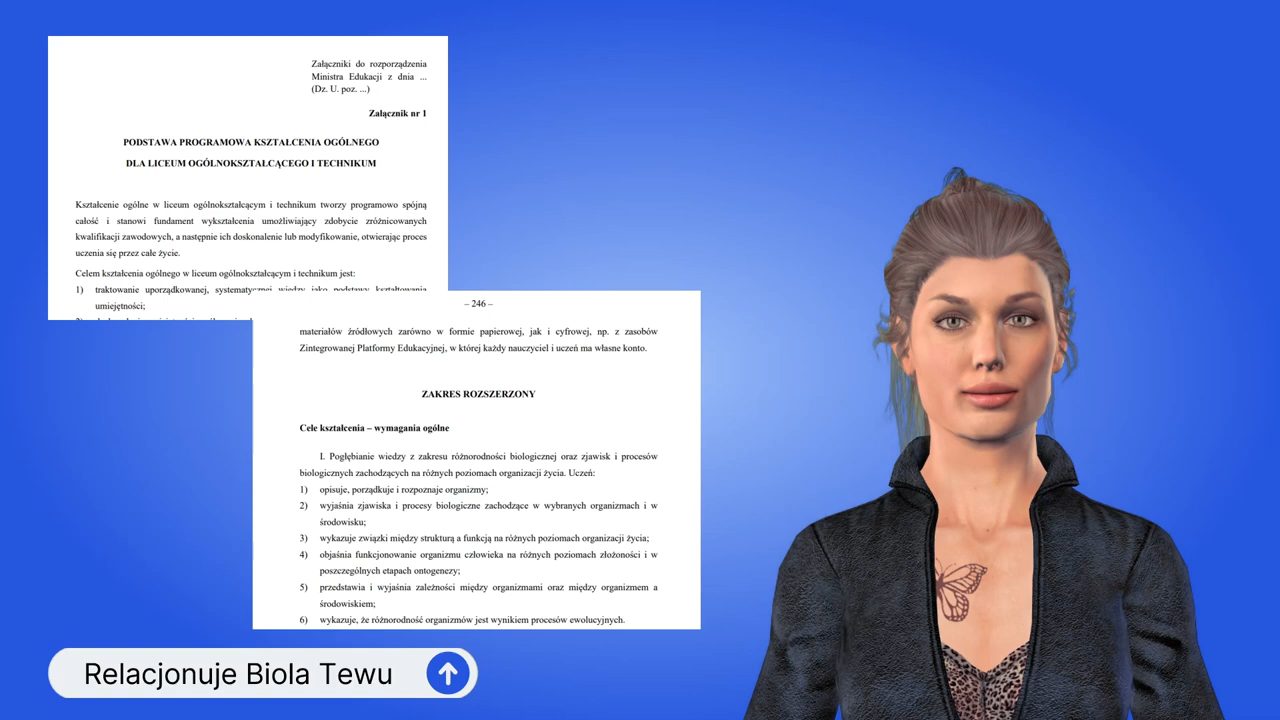 Załączniki do rozporządzenia
Ministra Edukacji z dnia ...
(Dz. U. poz. ...)
Załącznik nr 1
PODSTAWA PROGRAMOWA KSZTAŁCENIA OGÓLNEGO
DLA LICEUM OGÓLNOKSZTAŁCĄCEGO I TECHNIKUM
Kształcenie ogólne w liceum ogólnokształcącym i technikum tworzy programowo spójną
całość i stanowi fundament wykształcenia umożliwiający zdobycie zróżnicowanych
kwalifikacji zawodowych, a następnie ich doskonalenie lub modyfikowanie, otwierając proces
uczenia się przez całe życie.
Celem kształcenia ogólnego w liceum ogólnokształcącym i technikum jest:
1) traktowanie uporządkowanej, systematycznej wiedzy jako podstawy kształtowania
umiejętności;
– 246 –
materiałów źródłowych zarówno w formie papierowej, jak i cyfrowej, np. z zasobów
Zintegrowanej Platformy Edukacyjnej, w której każdy nauczyciel i uczeń ma własne konto.
ZAKRES ROZSZERZONY
Cele kształcenia – wymagania ogólne
I. Pogłębianie wiedzy z zakresu różnorodności biologicznej oraz zjawisk i procesów
biologicznych zachodzących na różnych poziomach organizacji życia. Uczeń:
1) opisuje, porządkuje i rozpoznaje organizmy;
2) wyjaśnia zjawiska i procesy biologiczne zachodzące w wybranych organizmach i w
środowisku;
3) wykazuje związki między strukturą a funkcją na różnych poziomach organizacji życia;
4) objaśnia funkcjonowanie organizmu człowieka na różnych poziomach złożoności i w
poszczególnych etapach ontogenezy;
5) przedstawia i wyjaśnia zależności między organizmami oraz między organizmem a
środowiskiem;
6) wykazuje, że różnorodność organizmów jest wynikiem procesów ewolucyjnych.
Relacjonuje Biola Tewu